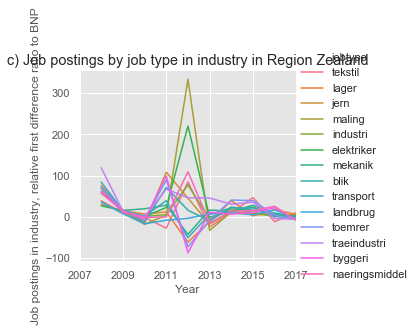 c) Job postings by job type in industry in Region Zealand
Job postings in industry, relative first difference ratio to BNP
300
200
100
0
−100
2007
2009
2011
2013
2015
2017
Year
jobtype
tekstil
lager
jern
maling
industri
elektriker
mekanik
blik
transport
landbrug
toemrer
traeindustri
byggeri
naeringsmiddel